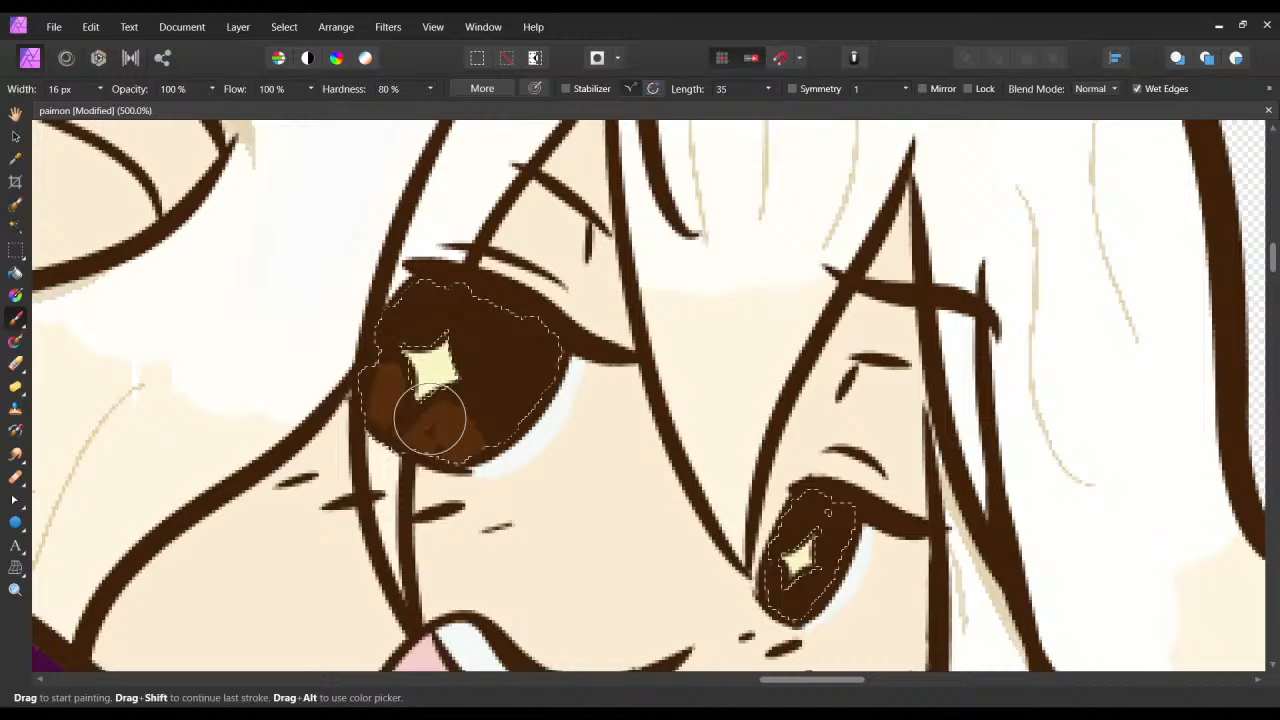 File Edit Text Document Layer Select Arrange Filters View Window Help
Width: 16 px Opacity: 100 % Flow: 100 % Hardness: 80 % More Stabilizer Length: 35 Symmetry 1 Mirror Lock Blend Mode: Normal Wet Edges
paimon [Modified] (500.0%)
Drag to start painting. Drag+Shift to continue last stroke. Drag+Alt to use color picker.